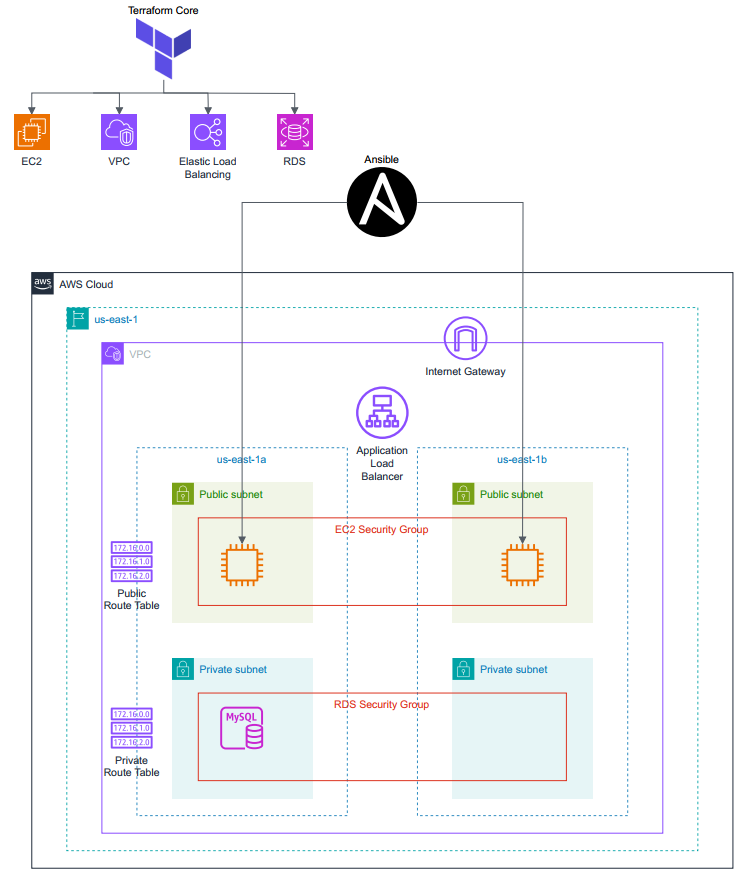 Terraform Core
EC2
VPC
Elastic Load
Balancing
RDS
Ansible
aws
AWS Cloud
us-east-1
VPC
Internet Gateway
Application
Load
Balancer
us-east-1a
us-east-1b
Public subnet
Public subnet
EC2 Security Group
172.16.0.0
172.16.1.0
172.16.2.0
Public
Route Table
Private subnet
Private subnet
RDS Security Group
MySQL
172.16.0.0
172.16.1.0
172.16.2.0
Private
Route Table